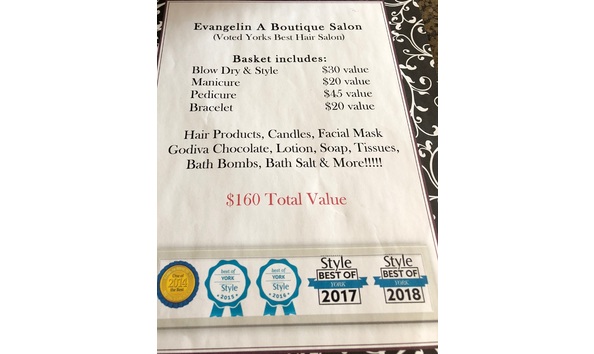 Evangelin A Boutique Salon
(Voted Yorks Best Hair Salon)
Basket includes:
Blow Dry & Style $30 value
Manicure $20 value
Pedicure $45 value
Bracelet $20 value
Hair Products, Candles, Facial Mask
Godiva Chocolate, Lotion, Soap, Tissues,
Bath Bombs, Bath Salt & More!!!!!
$160 Total Value
2014
best of
YORK
Style
2015
best of
YORK
Style
2016
Style
BEST OF
YORK
2017
Style
BEST OF
YORK
2018